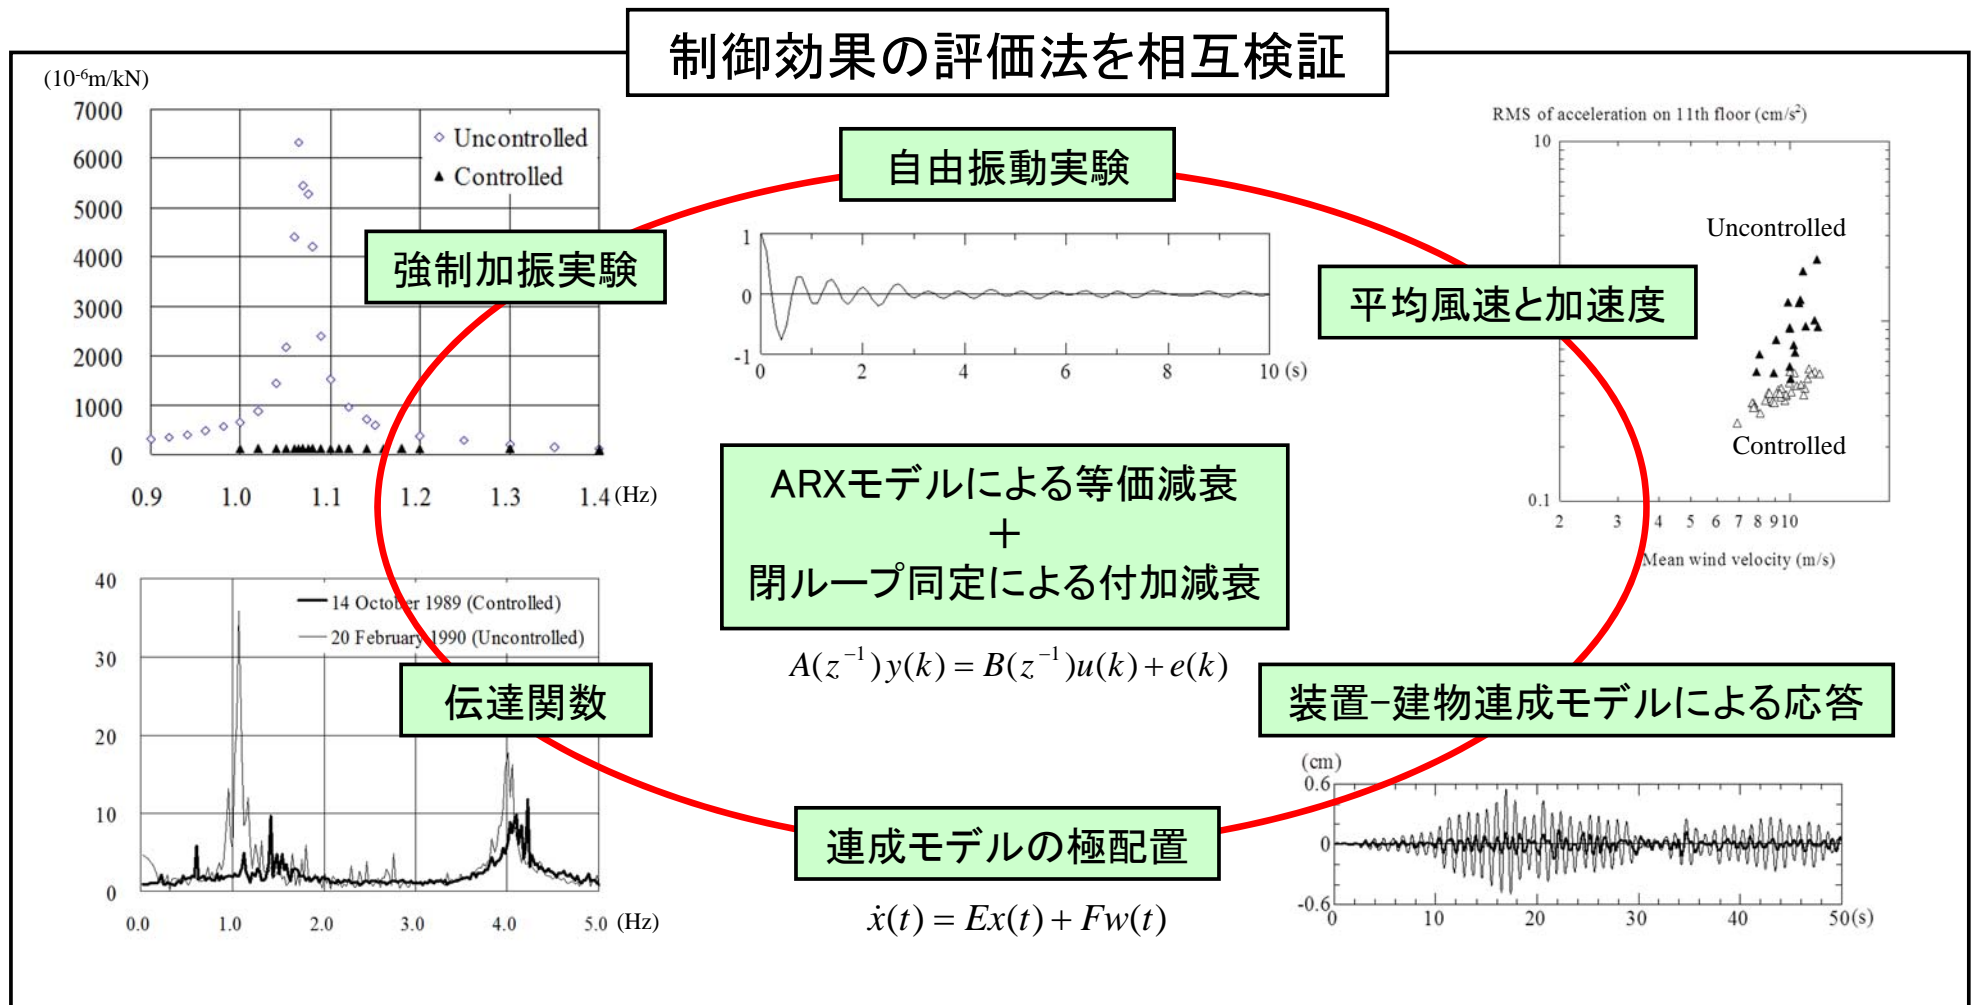 制御効果の評価法を相互検証
(10⁻⁶m/kN)
7000
6000
5000
4000
3000
2000
1000
0
0.9 1.0 1.1 1.2 1.3 1.4 (Hz)
Uncontrolled
Controlled
強制加振実験
自由振動実験
1
0
-1
0 2 4 6 8 10 (s)
RMS of acceleration on 11th floor (cm/s²)
10
0.1
Uncontrolled
Controlled
2 3 4 5 6 7 8 9 10
Mean wind velocity (m/s)
平均風速と加速度
ARXモデルによる等価減衰
+
閉ループ同定による付加減衰
A(z⁻¹)y(k) = B(z⁻¹)u(k) + e(k)
40
30
20
10
0
0.0 1.0 2.0 3.0 4.0 5.0 (Hz)
14 October 1989 (Controlled)
20 February 1990 (Uncontrolled)
伝達関数
連成モデルの極配置
ẋ(t) = Ex(t) + Fw(t)
装置-建物連成モデルによる応答
(cm)
0.6
0
-0.6
0 10 20 30 40 50 (s)